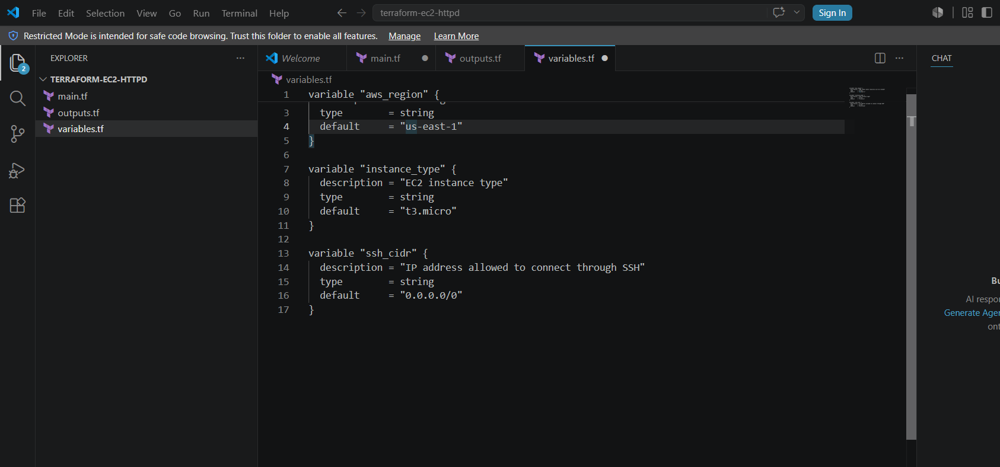 File Edit Selection View Go Run Terminal Help
terraform-ec2-httpd
Sign In
Restricted Mode is intended for safe code browsing. Trust this folder to enable all features. Manage Learn More
2
EXPLORER
TERRAFORM-EC2-HTTPD
main.tf
outputs.tf
variables.tf
Welcome main.tf outputs.tf variables.tf
variables.tf
1 variable "aws_region" {
3 type = string
4 default = "us-east-1"
5 }
6
7 variable "instance_type" {
8 description = "EC2 instance type"
9 type = string
10 default = "t3.micro"
11 }
12
13 variable "ssh_cidr" {
14 description = "IP address allowed to connect through SSH"
15 type = string
16 default = "0.0.0.0/0"
17 }
CHAT
Bu
AI respo
Generate Age
ont